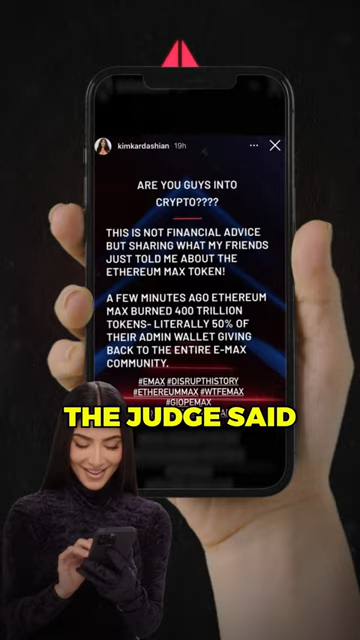 kimkardashian 19h
ARE YOU GUYS INTO
CRYPTO????
THIS IS NOT FINANCIAL ADVICE
BUT SHARING WHAT MY FRIENDS
JUST TOLD ME ABOUT THE
ETHEREUM MAX TOKEN!
A FEW MINUTES AGO ETHEREUM
MAX BURNED 400 TRILLION
TOKENS- LITERALLY 50% OF
THEIR ADMIN WALLET GIVING
BACK TO THE ENTIRE E-MAX
COMMUNITY.
#EMAX #DISRUPTHISTORY
#ETHEREUMMAX #WTFEMAX
#GIOPEMAX
THE JUDGE SAID